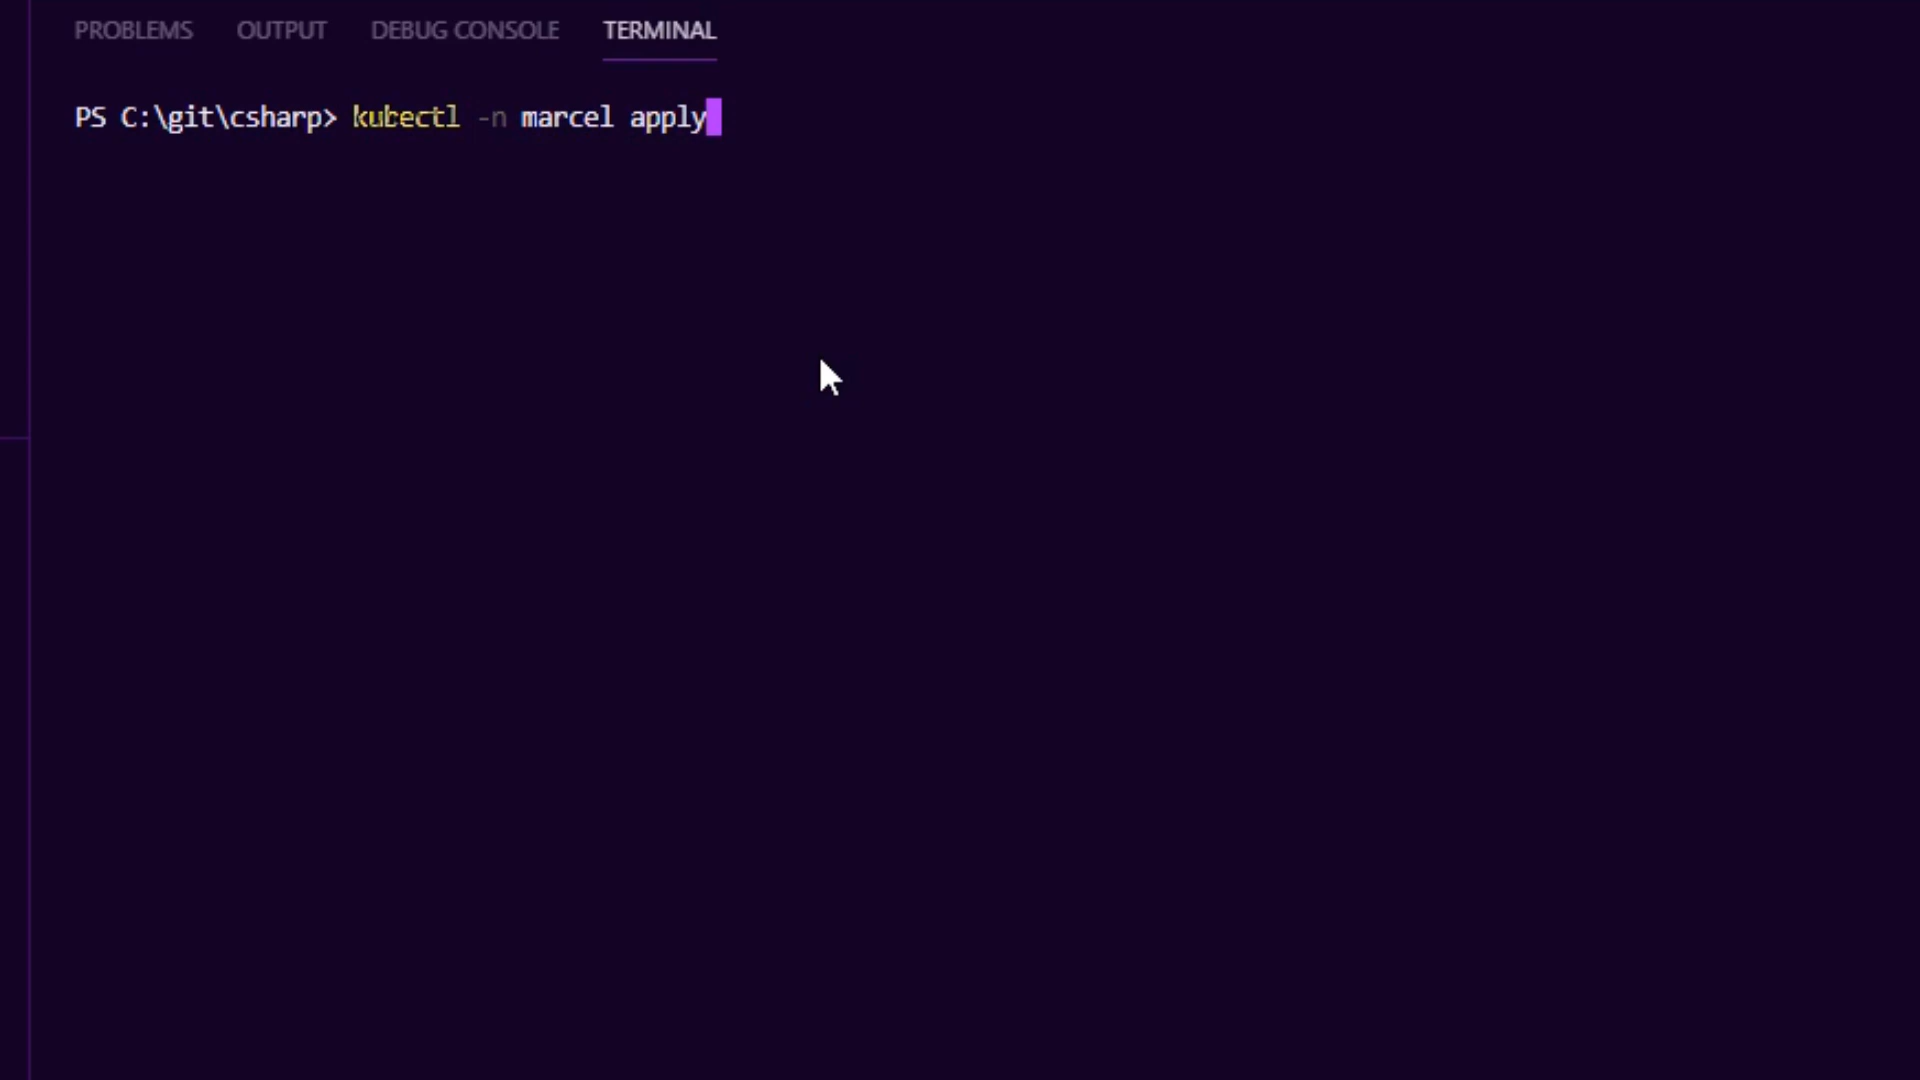 PROBLEMS OUTPUT DEBUG CONSOLE TERMINAL
PS C:\git\csharp> kubectl -n marcel apply